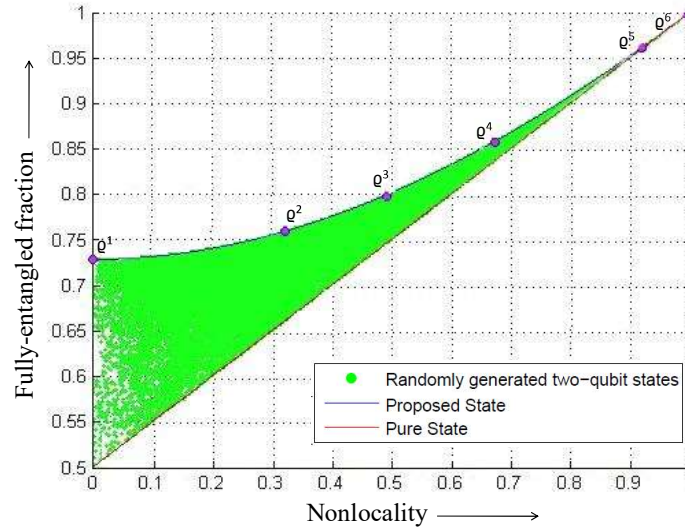 1
0.95
0.9
0.85
0.8
0.75
0.7
0.65
0.6
0.55
0.5
Fully-entangled fraction
ϱ¹
ϱ²
ϱ³
ϱ⁴
ϱ⁵
ϱ⁶
Randomly generated two-qubit states
Proposed State
Pure State
0 0.1 0.2 0.3 0.4 0.5 0.6 0.7 0.8 0.9
Nonlocality